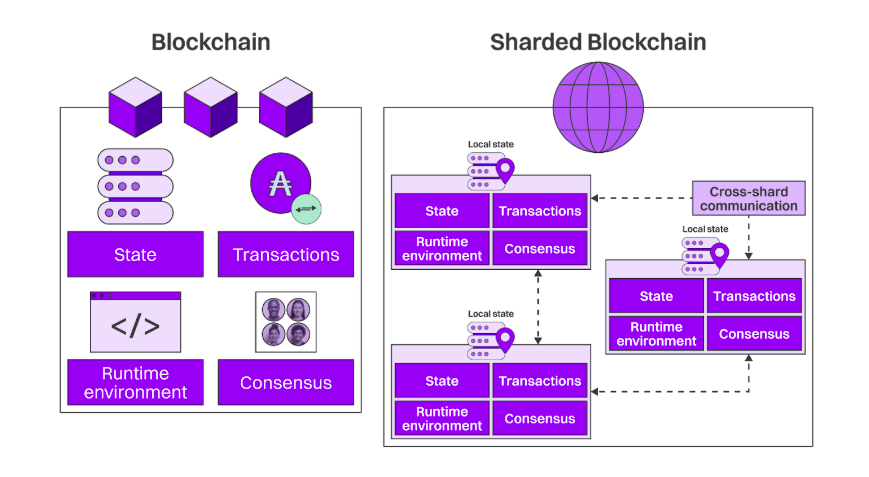 Blockchain
State
Transactions
</>
Runtime
environment
Consensus
Sharded Blockchain
Local state
State
Transactions
Runtime
environment
Consensus
Cross-shard
communication
Local state
State
Transactions
Runtime
environment
Consensus
Local state
State
Transactions
Runtime
environment
Consensus